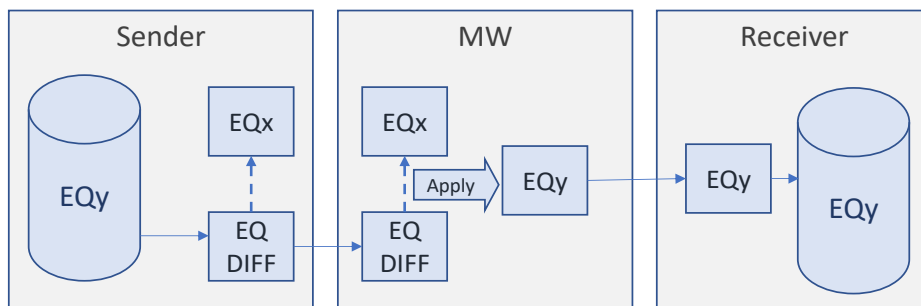 Sender
MW
Receiver
EQy
EQx
EQ
DIFF
EQx
EQ
DIFF
Apply
EQy
EQy
EQy